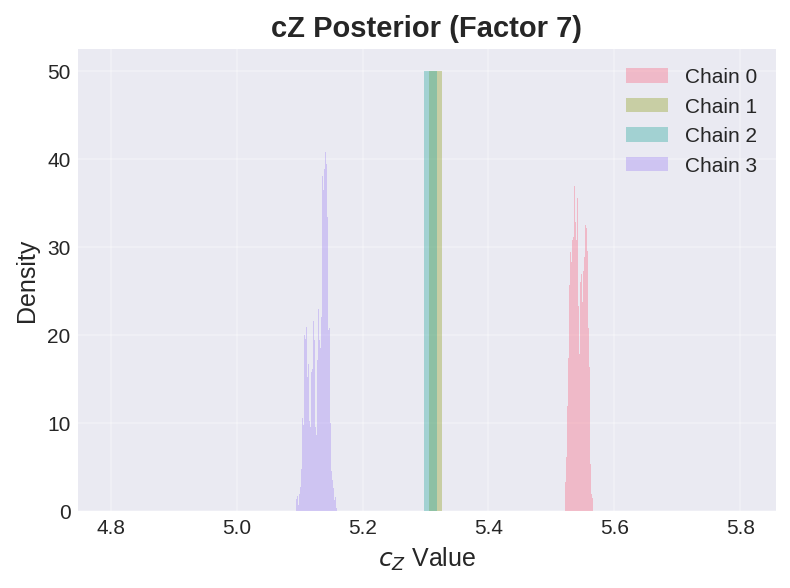 cZ Posterior (Factor 7)
50
40
30
20
10
0
Density
Chain 0
Chain 1
Chain 2
Chain 3
4.8 5.0 5.2 5.4 5.6 5.8
c_Z Value